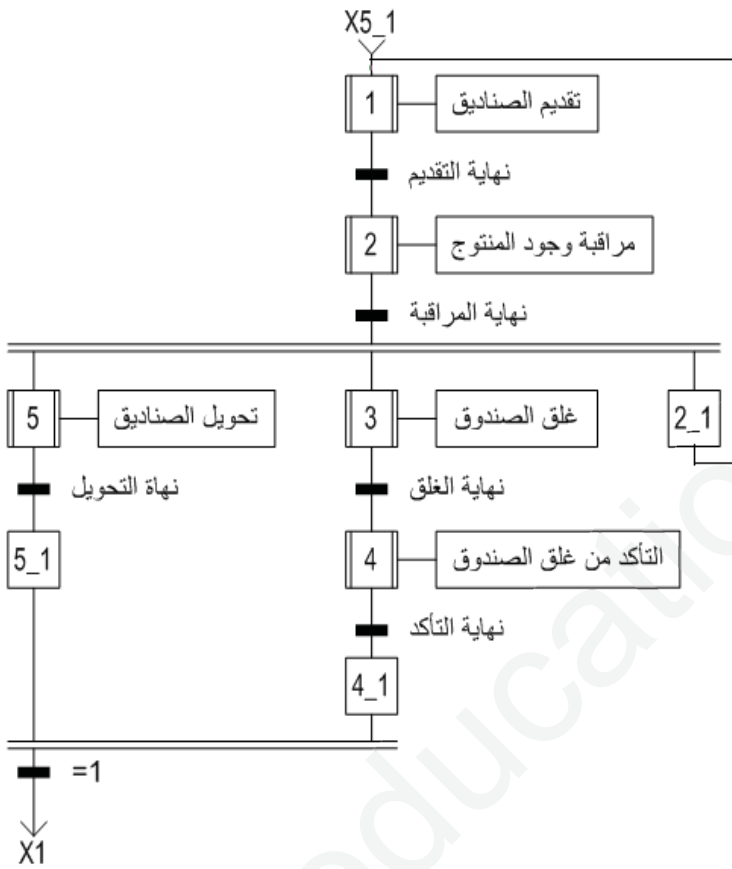 X5_1
1 تقديم الصناديق
نهاية التقديم
2 مراقبة وجود المنتوج
نهاية المراقبة
5 تحويل الصناديق
3 غلق الصندوق
2_1
نهاة التحويل
نهاية الغلق
5_1
4 التأكد من غلق الصندوق
نهاية التأكد
4_1
=1
X1
education